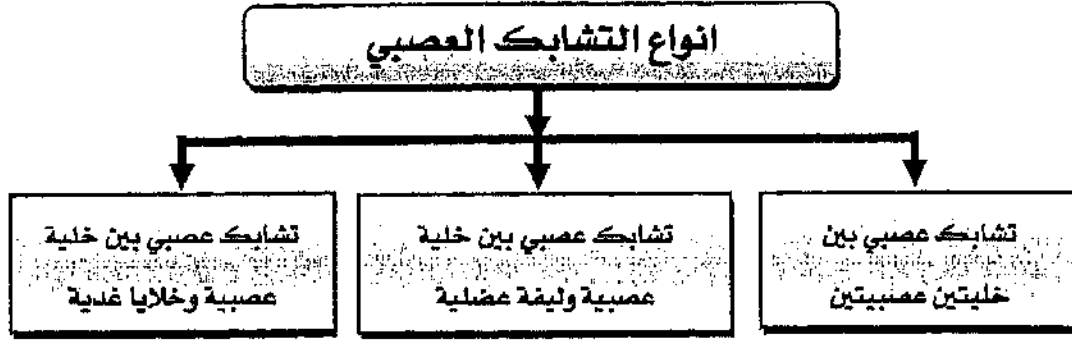 انواع التشابك العصبي
تشابك عصبي بين
خليتين عصبيتين
تشابك عصبي بين خلية
عصبية وليفة عضلية
تشابك عصبي بين خلية
عصبية وخلايا غدية